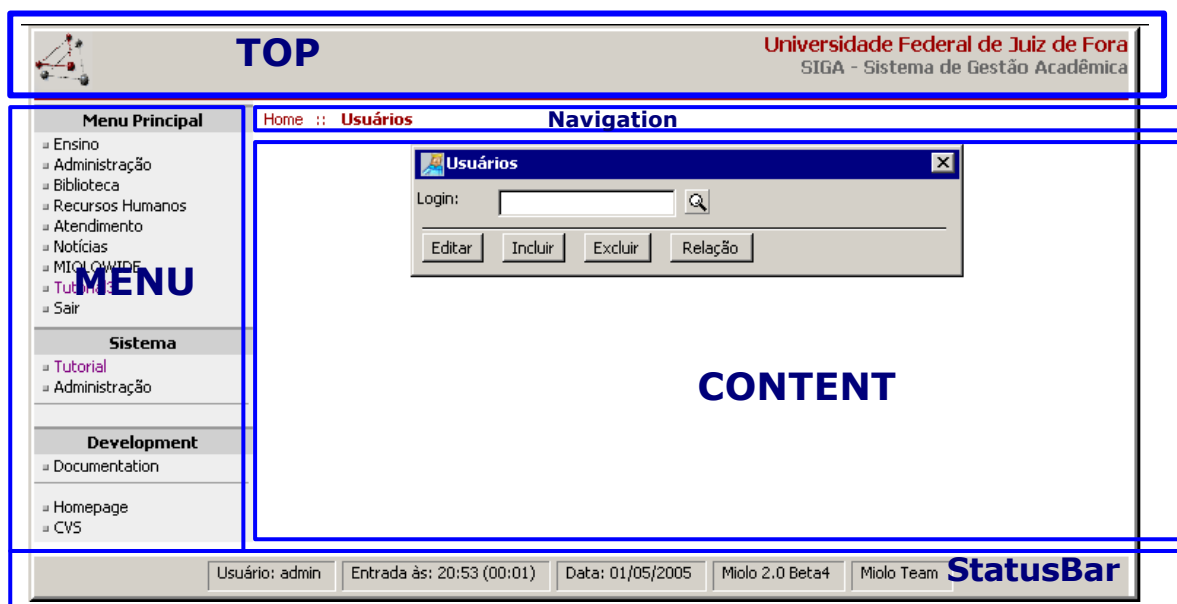 TOP
Universidade Federal de Juiz de Fora
SIGA - Sistema de Gestão Acadêmica
Menu Principal
Ensino
Administração
Biblioteca
Recursos Humanos
Atendimento
Notícias
MIOLOWIDE
MENU
Sair
Sistema
Tutorial
Administração
Development
Documentation
Homepage
CVS
Home :: Usuários
Navigation
Usuários
Login:
Editar Incluir Excluir Relação
CONTENT
Usuário: admin Entrada às: 20:53 (00:01) Data: 01/05/2005 Miolo 2.0 Beta4 Miolo Team
StatusBar